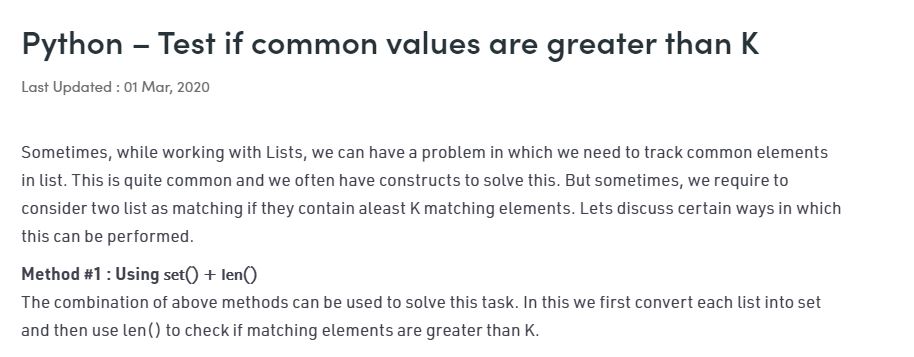 Python – Test if common values are greater than K
Last Updated : 01 Mar, 2020
Sometimes, while working with Lists, we can have a problem in which we need to track common elements
in list. This is quite common and we often have constructs to solve this. But sometimes, we require to
consider two list as matching if they contain aleast K matching elements. Lets discuss certain ways in which
this can be performed.
Method #1 : Using set() + len()
The combination of above methods can be used to solve this task. In this we first convert each list into set
and then use len() to check if matching elements are greater than K.